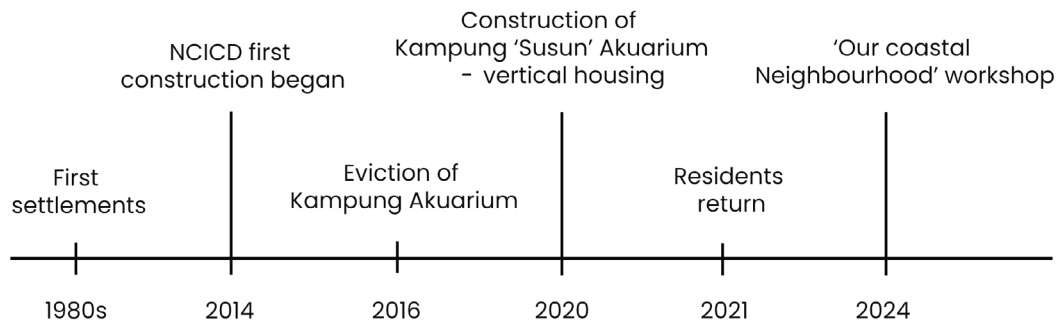 NCICD first
construction began
Construction of
Kampung ‘Susun’ Akuarium
- vertical housing
‘Our coastal
Neighbourhood’ workshop
First
settlements
Eviction of
Kampung Akuarium
Residents
return
1980s
2014
2016
2020
2021
2024